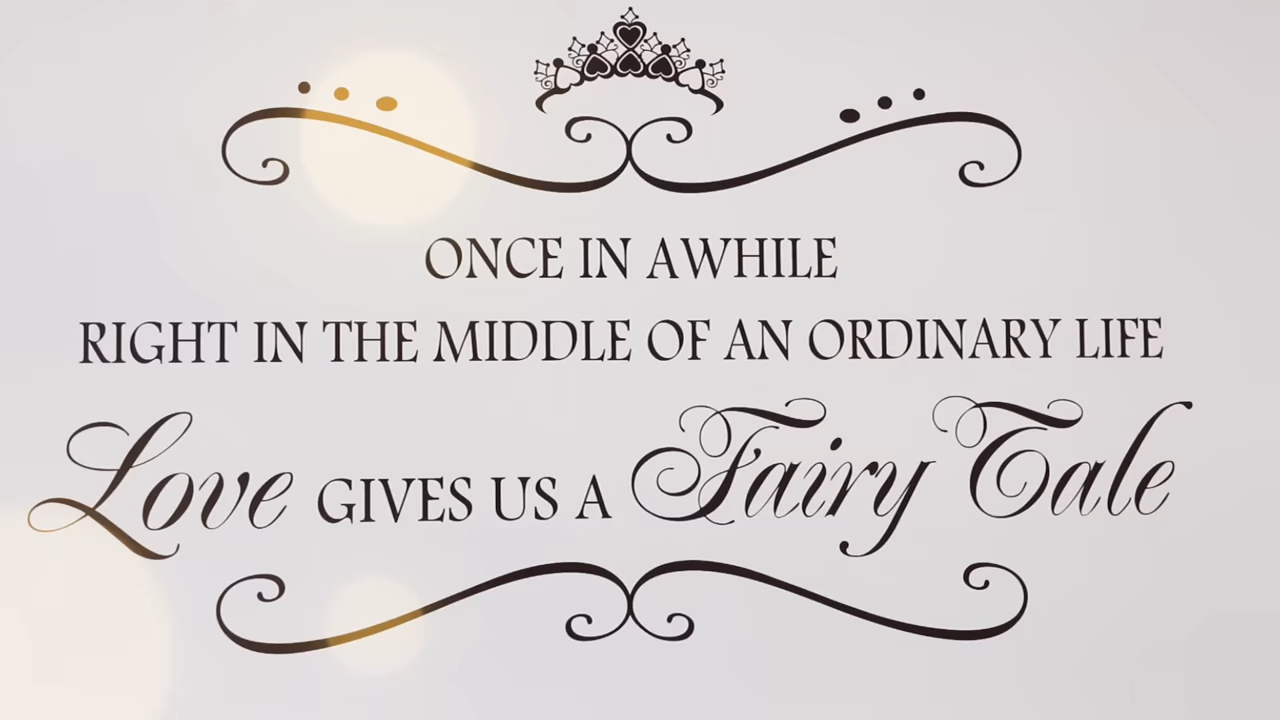 ONCE IN AWHILE
RIGHT IN THE MIDDLE OF AN ORDINARY LIFE
Love GIVES US A Fairy Tale